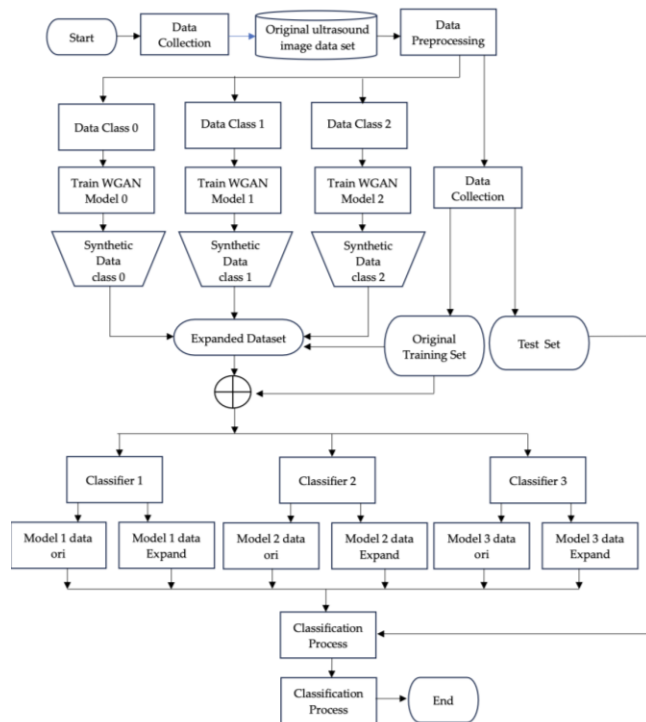 Start
Data
Collection
Original ultrasound
image data set
Data
Preprocessing
Data Class 0
Data Class 1
Data Class 2
Train WGAN
Model 0
Train WGAN
Model 1
Train WGAN
Model 2
Data
Collection
Synthetic
Data
class 0
Synthetic
Data
class 1
Synthetic
Data
class 2
Expanded Dataset
Original
Training Set
Test Set
Classifier 1
Classifier 2
Classifier 3
Model 1 data
ori
Model 1 data
Expand
Model 2 data
ori
Model 2 data
Expand
Model 3 data
ori
Model 3 data
Expand
Classification
Process
Classification
Process
End